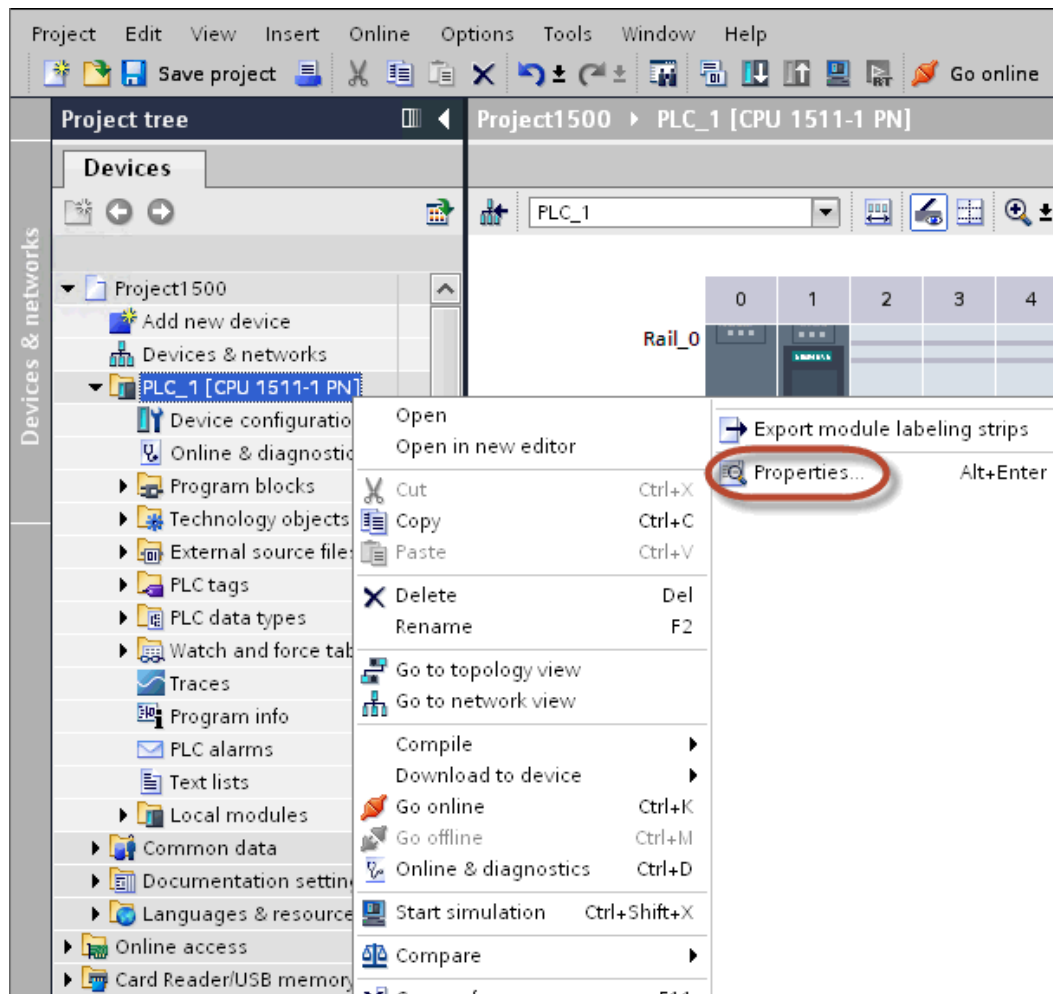 Project Edit View Insert Online Options Tools Window Help
Save project Go online
Project tree
Project1500 PLC_1 [CPU 1511-1 PN]
Devices
PLC_1
Devices & networks
Project1500
Add new device
Devices & networks
PLC_1 [CPU 1511-1 PN]
Device configuratio
Online & diagnostic
Program blocks
Technology objects
External source file
PLC tags
PLC data types
Watch and force tab
Traces
Program info
PLC alarms
Text lists
Local modules
Common data
Documentation settin
Languages & resource
Online access
Card Reader/USB memory
0 1 2 3 4
Rail_0
SIEMENS
Open
Open in new editor
Cut Ctrl+X
Copy Ctrl+C
Paste Ctrl+V
Delete Del
Rename F2
Go to topology view
Go to network view
Compile
Download to device
Go online Ctrl+K
Go offline Ctrl+M
Online & diagnostics Ctrl+D
Start simulation Ctrl+Shift+X
Compare
Export module labeling strips
Properties... Alt+Enter